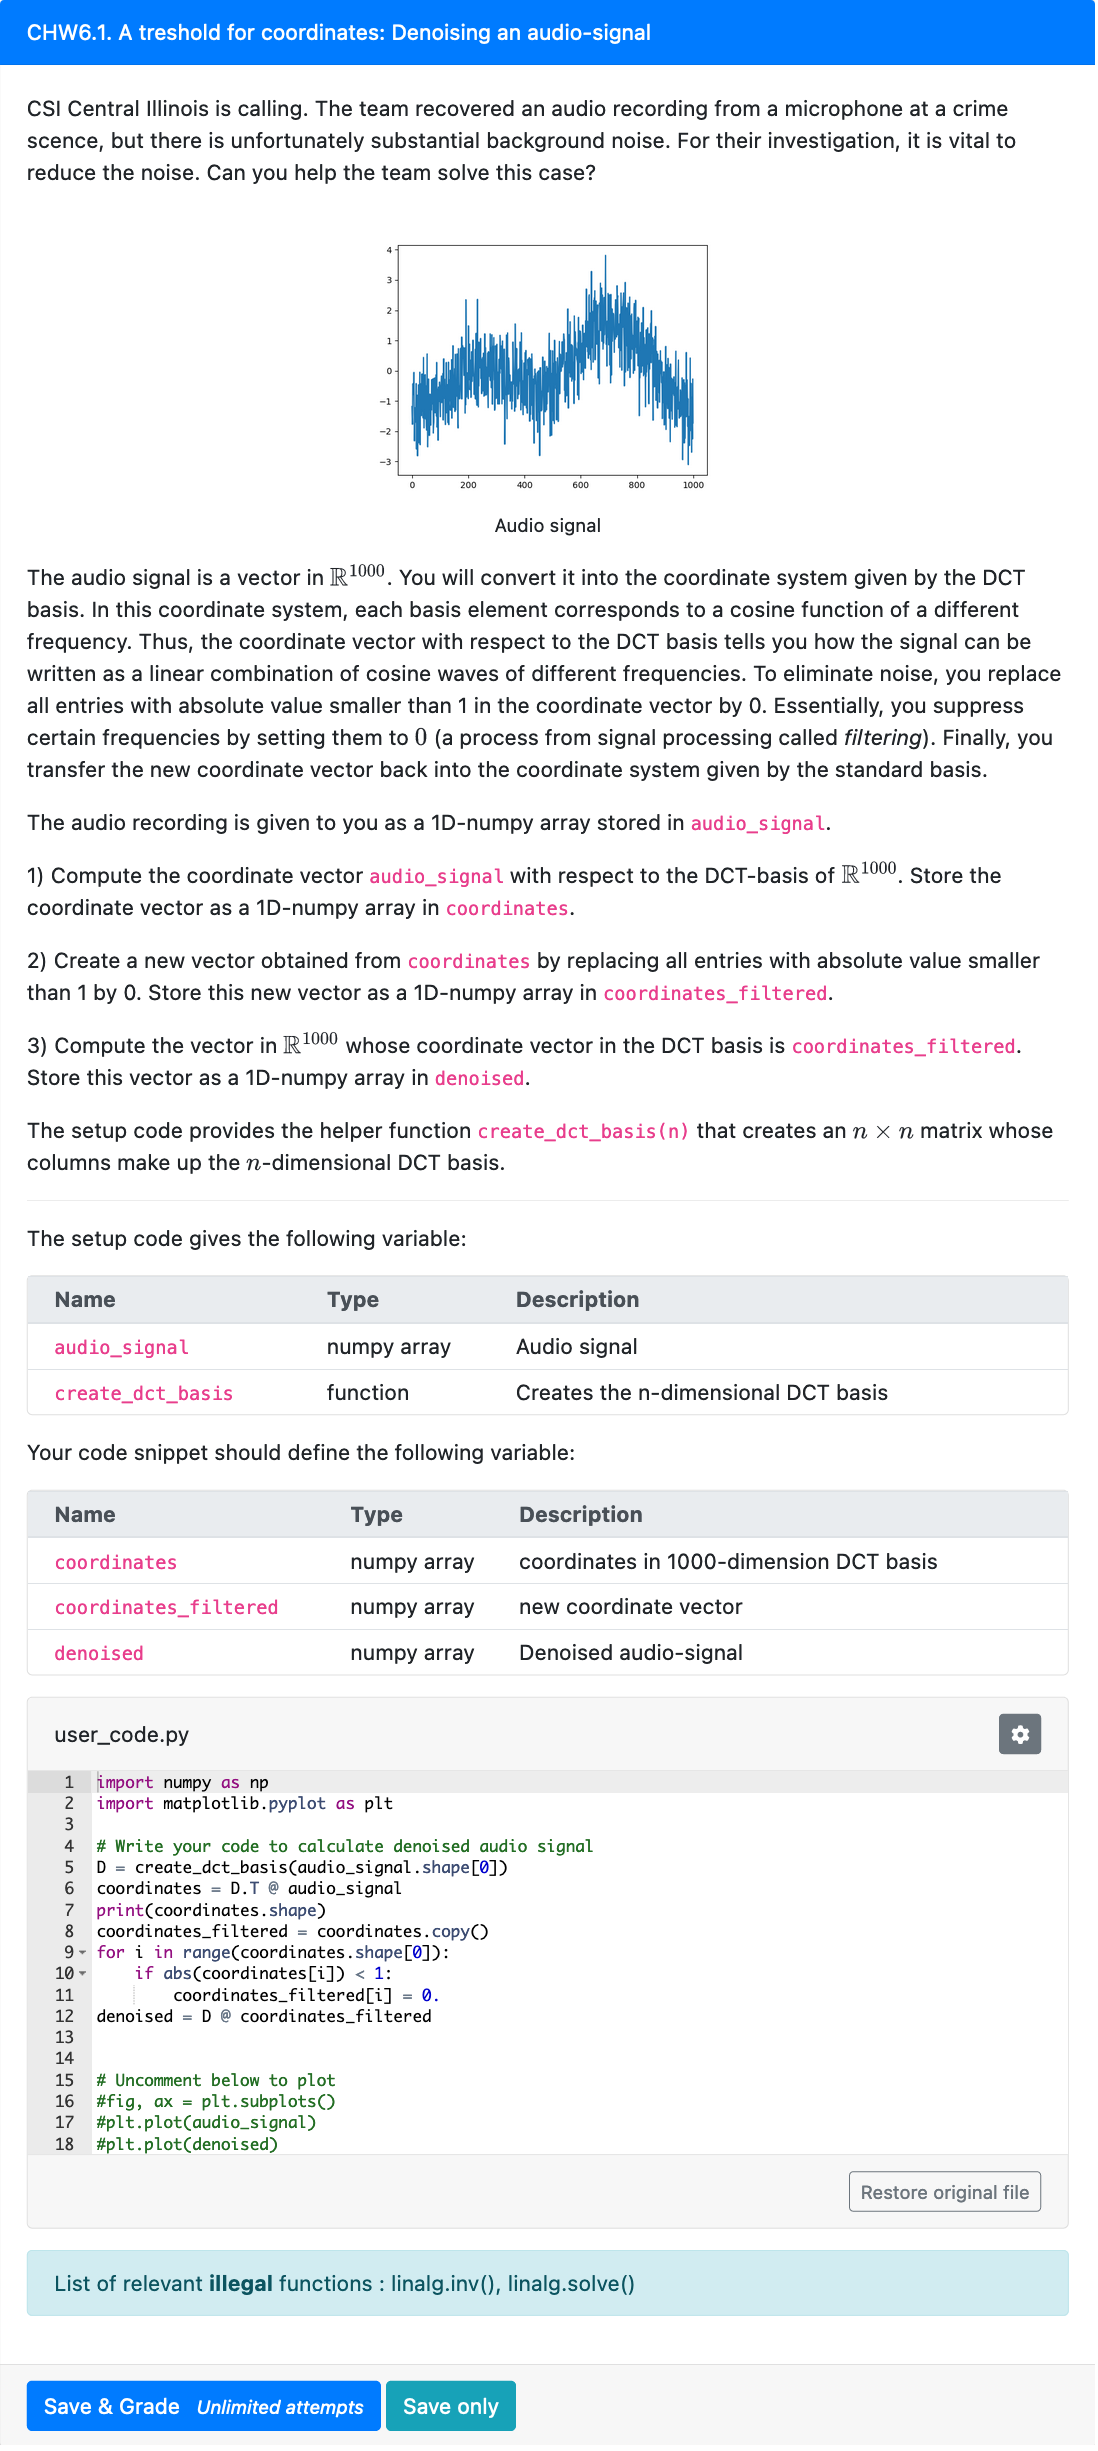 CHW6.1. A treshold for coordinates: Denoising an audio-signal
CSI Central Illinois is calling. The team recovered an audio recording from a microphone at a crime
scence, but there is unfortunately substantial background noise. For their investigation, it is vital to
reduce the noise. Can you help the team solve this case?
4
3
2
1
0
−1
−2
−3
0 200 400 600 800 1000
Audio signal
The audio signal is a vector in ℝ¹⁰⁰⁰. You will convert it into the coordinate system given by the DCT
basis. In this coordinate system, each basis element corresponds to a cosine function of a different
frequency. Thus, the coordinate vector with respect to the DCT basis tells you how the signal can be
written as a linear combination of cosine waves of different frequencies. To eliminate noise, you replace
all entries with absolute value smaller than 1 in the coordinate vector by 0. Essentially, you suppress
certain frequencies by setting them to 0 (a process from signal processing called filtering). Finally, you
transfer the new coordinate vector back into the coordinate system given by the standard basis.
The audio recording is given to you as a 1D-numpy array stored in audio_signal.
1) Compute the coordinate vector audio_signal with respect to the DCT-basis of ℝ¹⁰⁰⁰. Store the
coordinate vector as a 1D-numpy array in coordinates.
2) Create a new vector obtained from coordinates by replacing all entries with absolute value smaller
than 1 by 0. Store this new vector as a 1D-numpy array in coordinates_filtered.
3) Compute the vector in ℝ¹⁰⁰⁰ whose coordinate vector in the DCT basis is coordinates_filtered.
Store this vector as a 1D-numpy array in denoised.
The setup code provides the helper function create_dct_basis(n) that creates an n × n matrix whose
columns make up the n-dimensional DCT basis.
The setup code gives the following variable:
Name Type Description
audio_signal numpy array Audio signal
create_dct_basis function Creates the n-dimensional DCT basis
Your code snippet should define the following variable:
Name Type Description
coordinates numpy array coordinates in 1000-dimension DCT basis
coordinates_filtered numpy array new coordinate vector
denoised numpy array Denoised audio-signal
user_code.py
1 import numpy as np
2 import matplotlib.pyplot as plt
3
4 # Write your code to calculate denoised audio signal
5 D = create_dct_basis(audio_signal.shape[0])
6 coordinates = D.T @ audio_signal
7 print(coordinates.shape)
8 coordinates_filtered = coordinates.copy()
9 for i in range(coordinates.shape[0]):
10     if abs(coordinates[i]) < 1:
11         coordinates_filtered[i] = 0.
12 denoised = D @ coordinates_filtered
13
14
15 # Uncomment below to plot
16 #fig, ax = plt.subplots()
17 #plt.plot(audio_signal)
18 #plt.plot(denoised)
Restore original file
List of relevant illegal functions : linalg.inv(), linalg.solve()
Save & Grade Unlimited attempts Save only